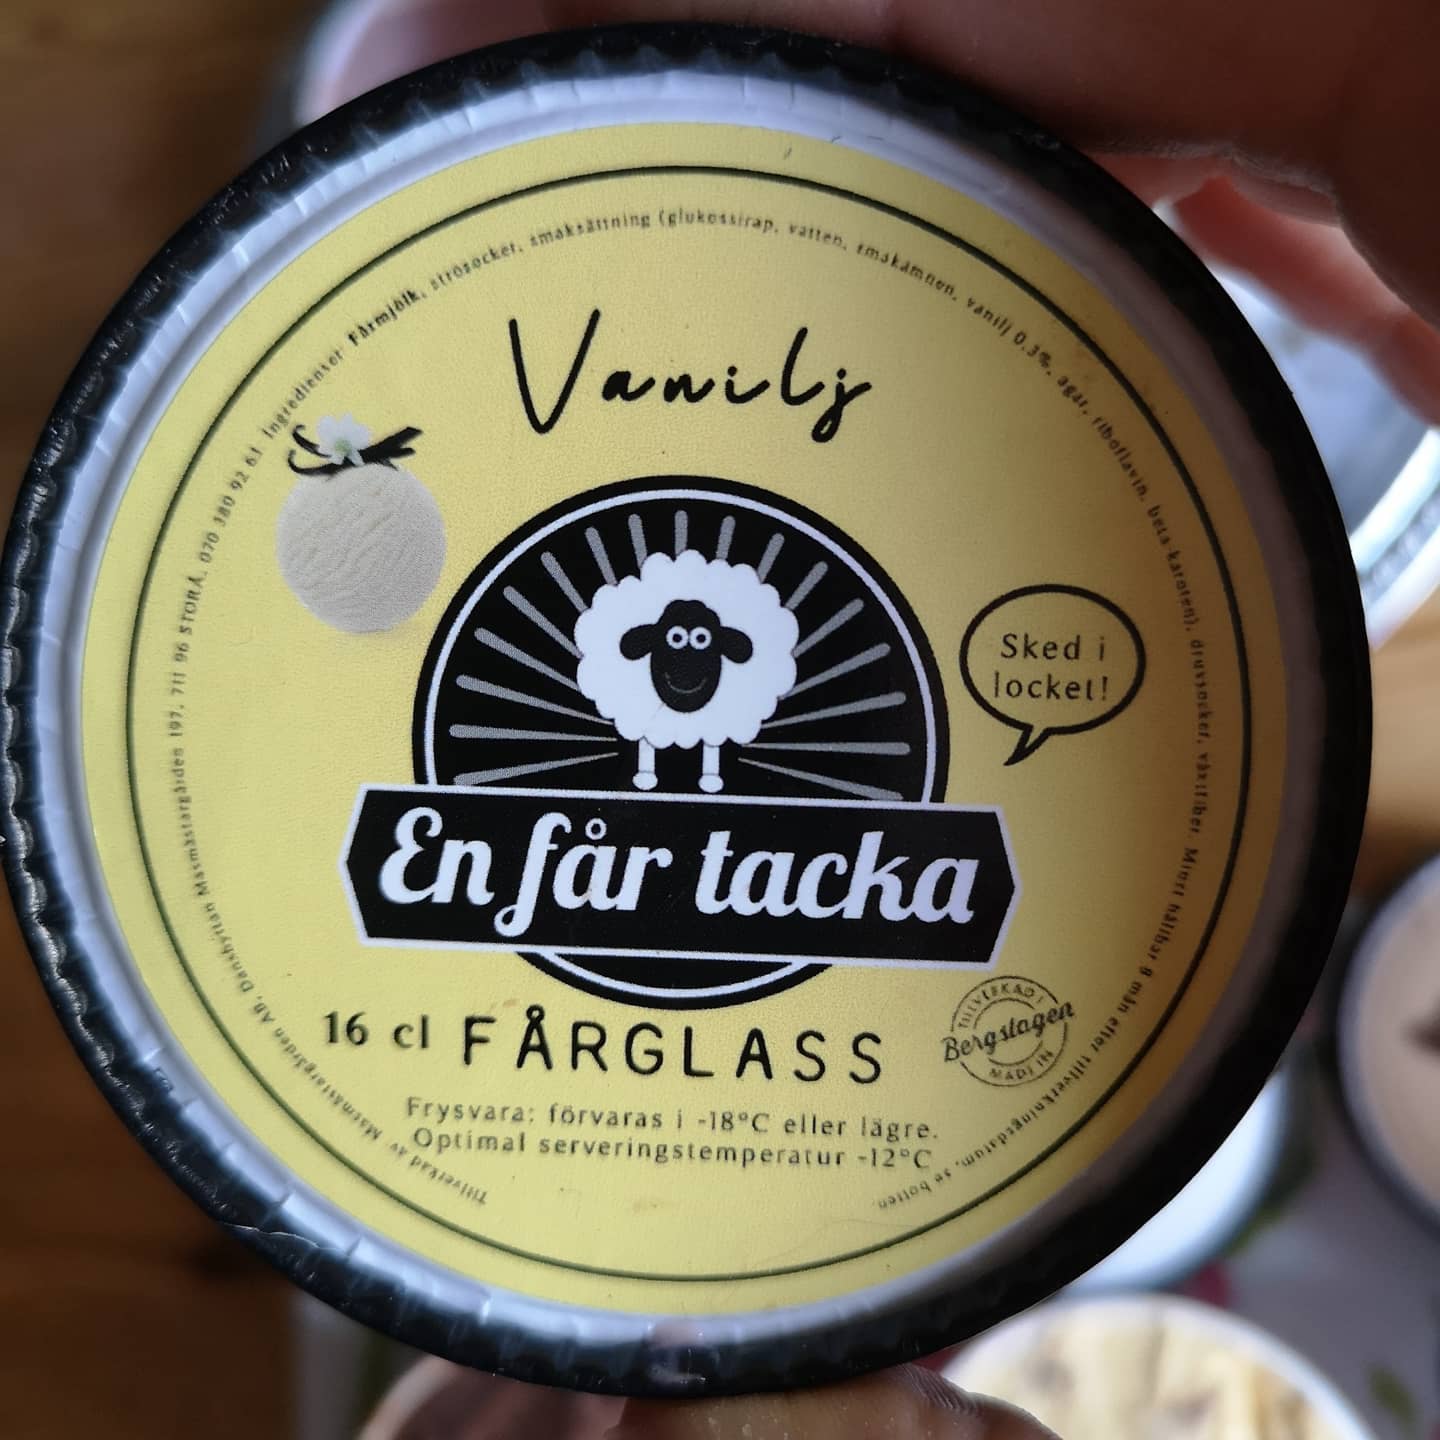 Tillverkad av Masmästargården AB, Dansbyttan Masmästargården 197, 711 96 STORÅ. 070 380 92 61 Ingredienser: Fårmjölk, strösocker, smaksättning (glukossirap, vatten, smakämnen, vanilj 0.3%, agar, riboflavin, beta-karoten), druvsocker, växtfiber. Minst hållbar 9 mån efter tillverkningsdatum, se botten.
Vanilj
Sked i
locket!
En får tacka
16 cl FÅRGLASS
TILLVERKAD I
Bergslagen
MADE IN
Frysvara: förvaras i -18°C eller lägre.
Optimal serveringstemperatur -12°C